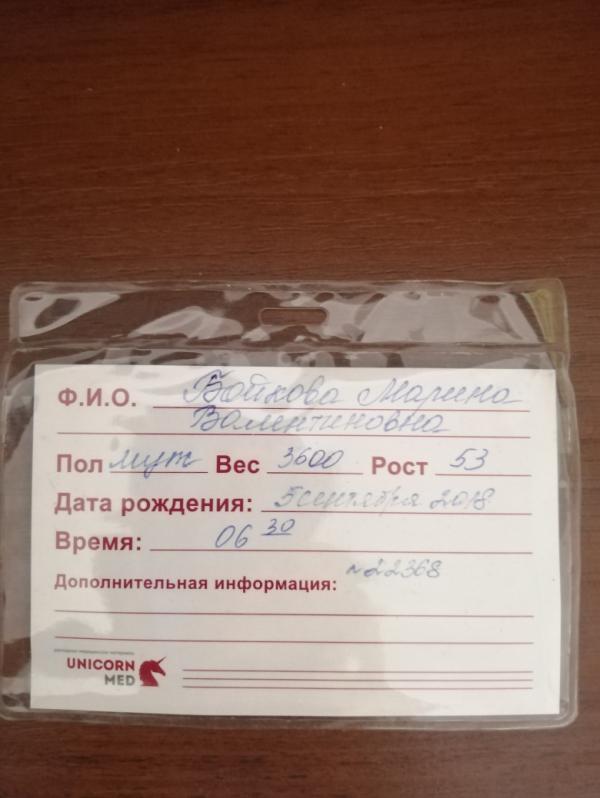 Ф.И.О. Бойкова Марина
Валентиновна
Пол муж Вес 3600 Рост 53
Дата рождения: 5 сентября 2018
Время: 06 30
Дополнительная информация: №22368
UNICORN
MED